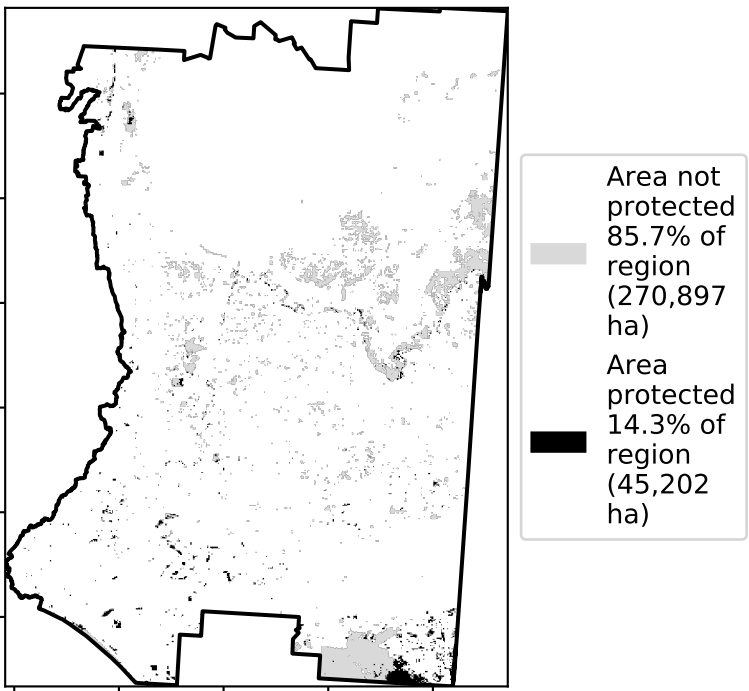 Area not
protected
85.7% of
region
(270,897
ha)
Area
protected
14.3% of
region
(45,202
ha)